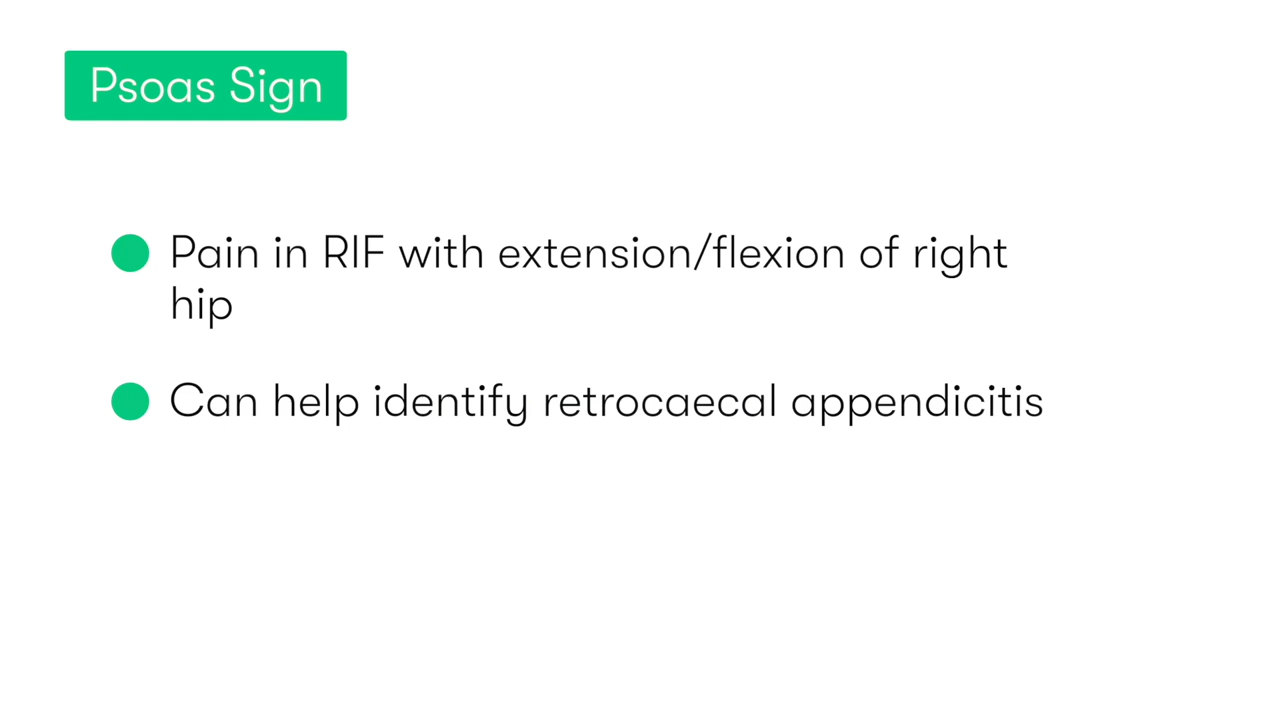 Psoas Sign
Pain in RIF with extension/flexion of right
hip
Can help identify retrocaecal appendicitis